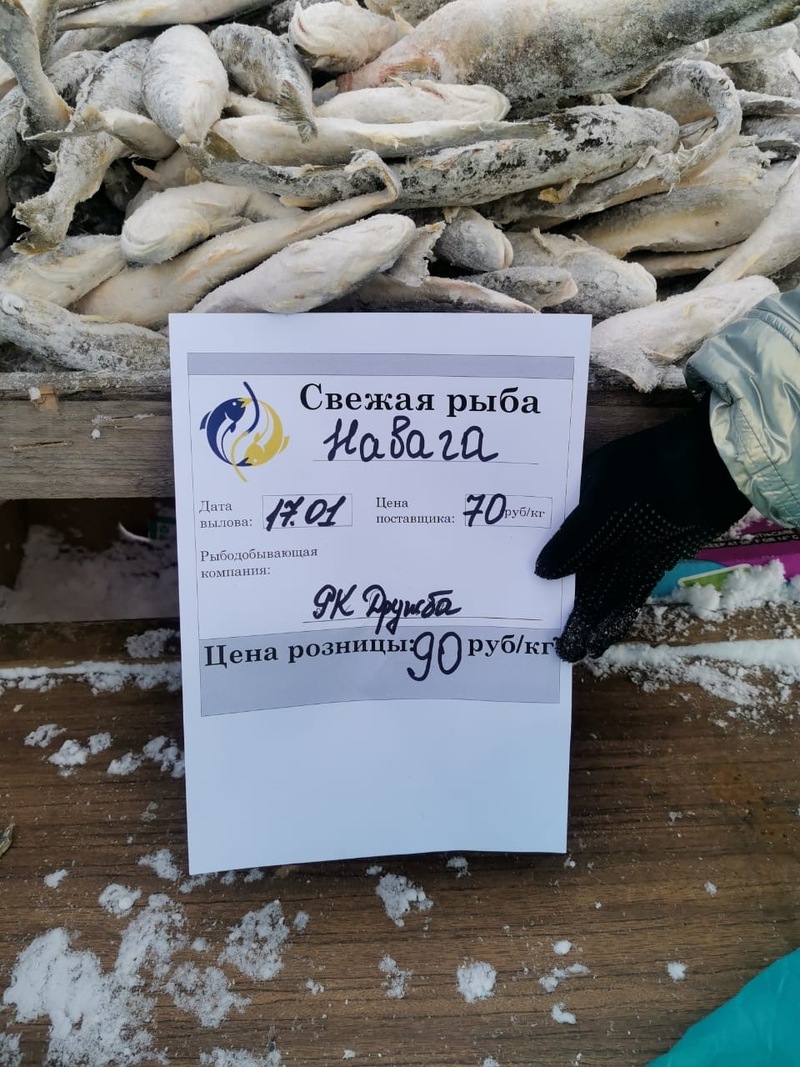 Свежая рыба
Навага
Дата вылова: 17.01
Цена поставщика: 70 руб/кг
Рыбодобывающая
компания:
РК Дружба
Цена розницы: 90 руб/кг